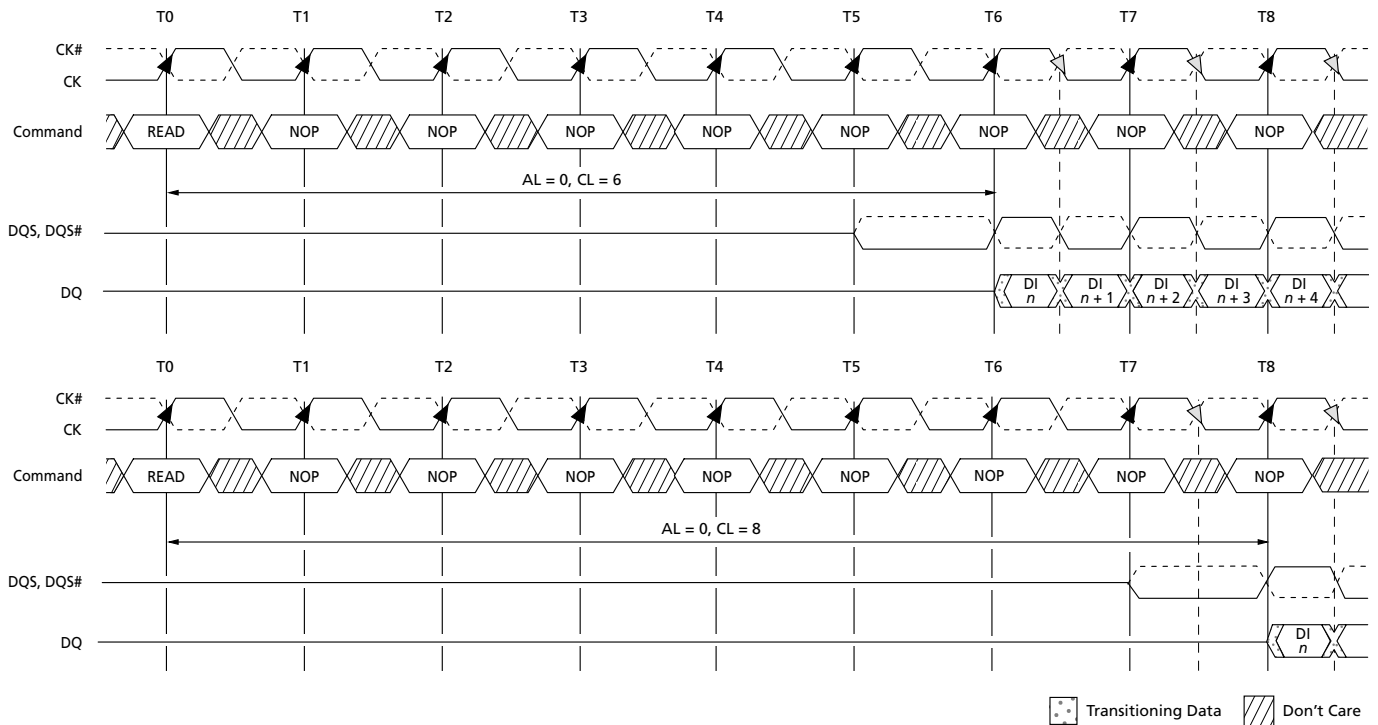 T0 T1 T2 T3 T4 T5 T6 T7 T8
CK#
CK
Command READ NOP NOP NOP NOP NOP NOP NOP NOP
AL = 0, CL = 6
DQS, DQS#
DQ DI n DI n + 1 DI n + 2 DI n + 3 DI n + 4
T0 T1 T2 T3 T4 T5 T6 T7 T8
CK#
CK
Command READ NOP NOP NOP NOP NOP NOP NOP NOP
AL = 0, CL = 8
DQS, DQS#
DQ DI n
Transitioning Data Don't Care